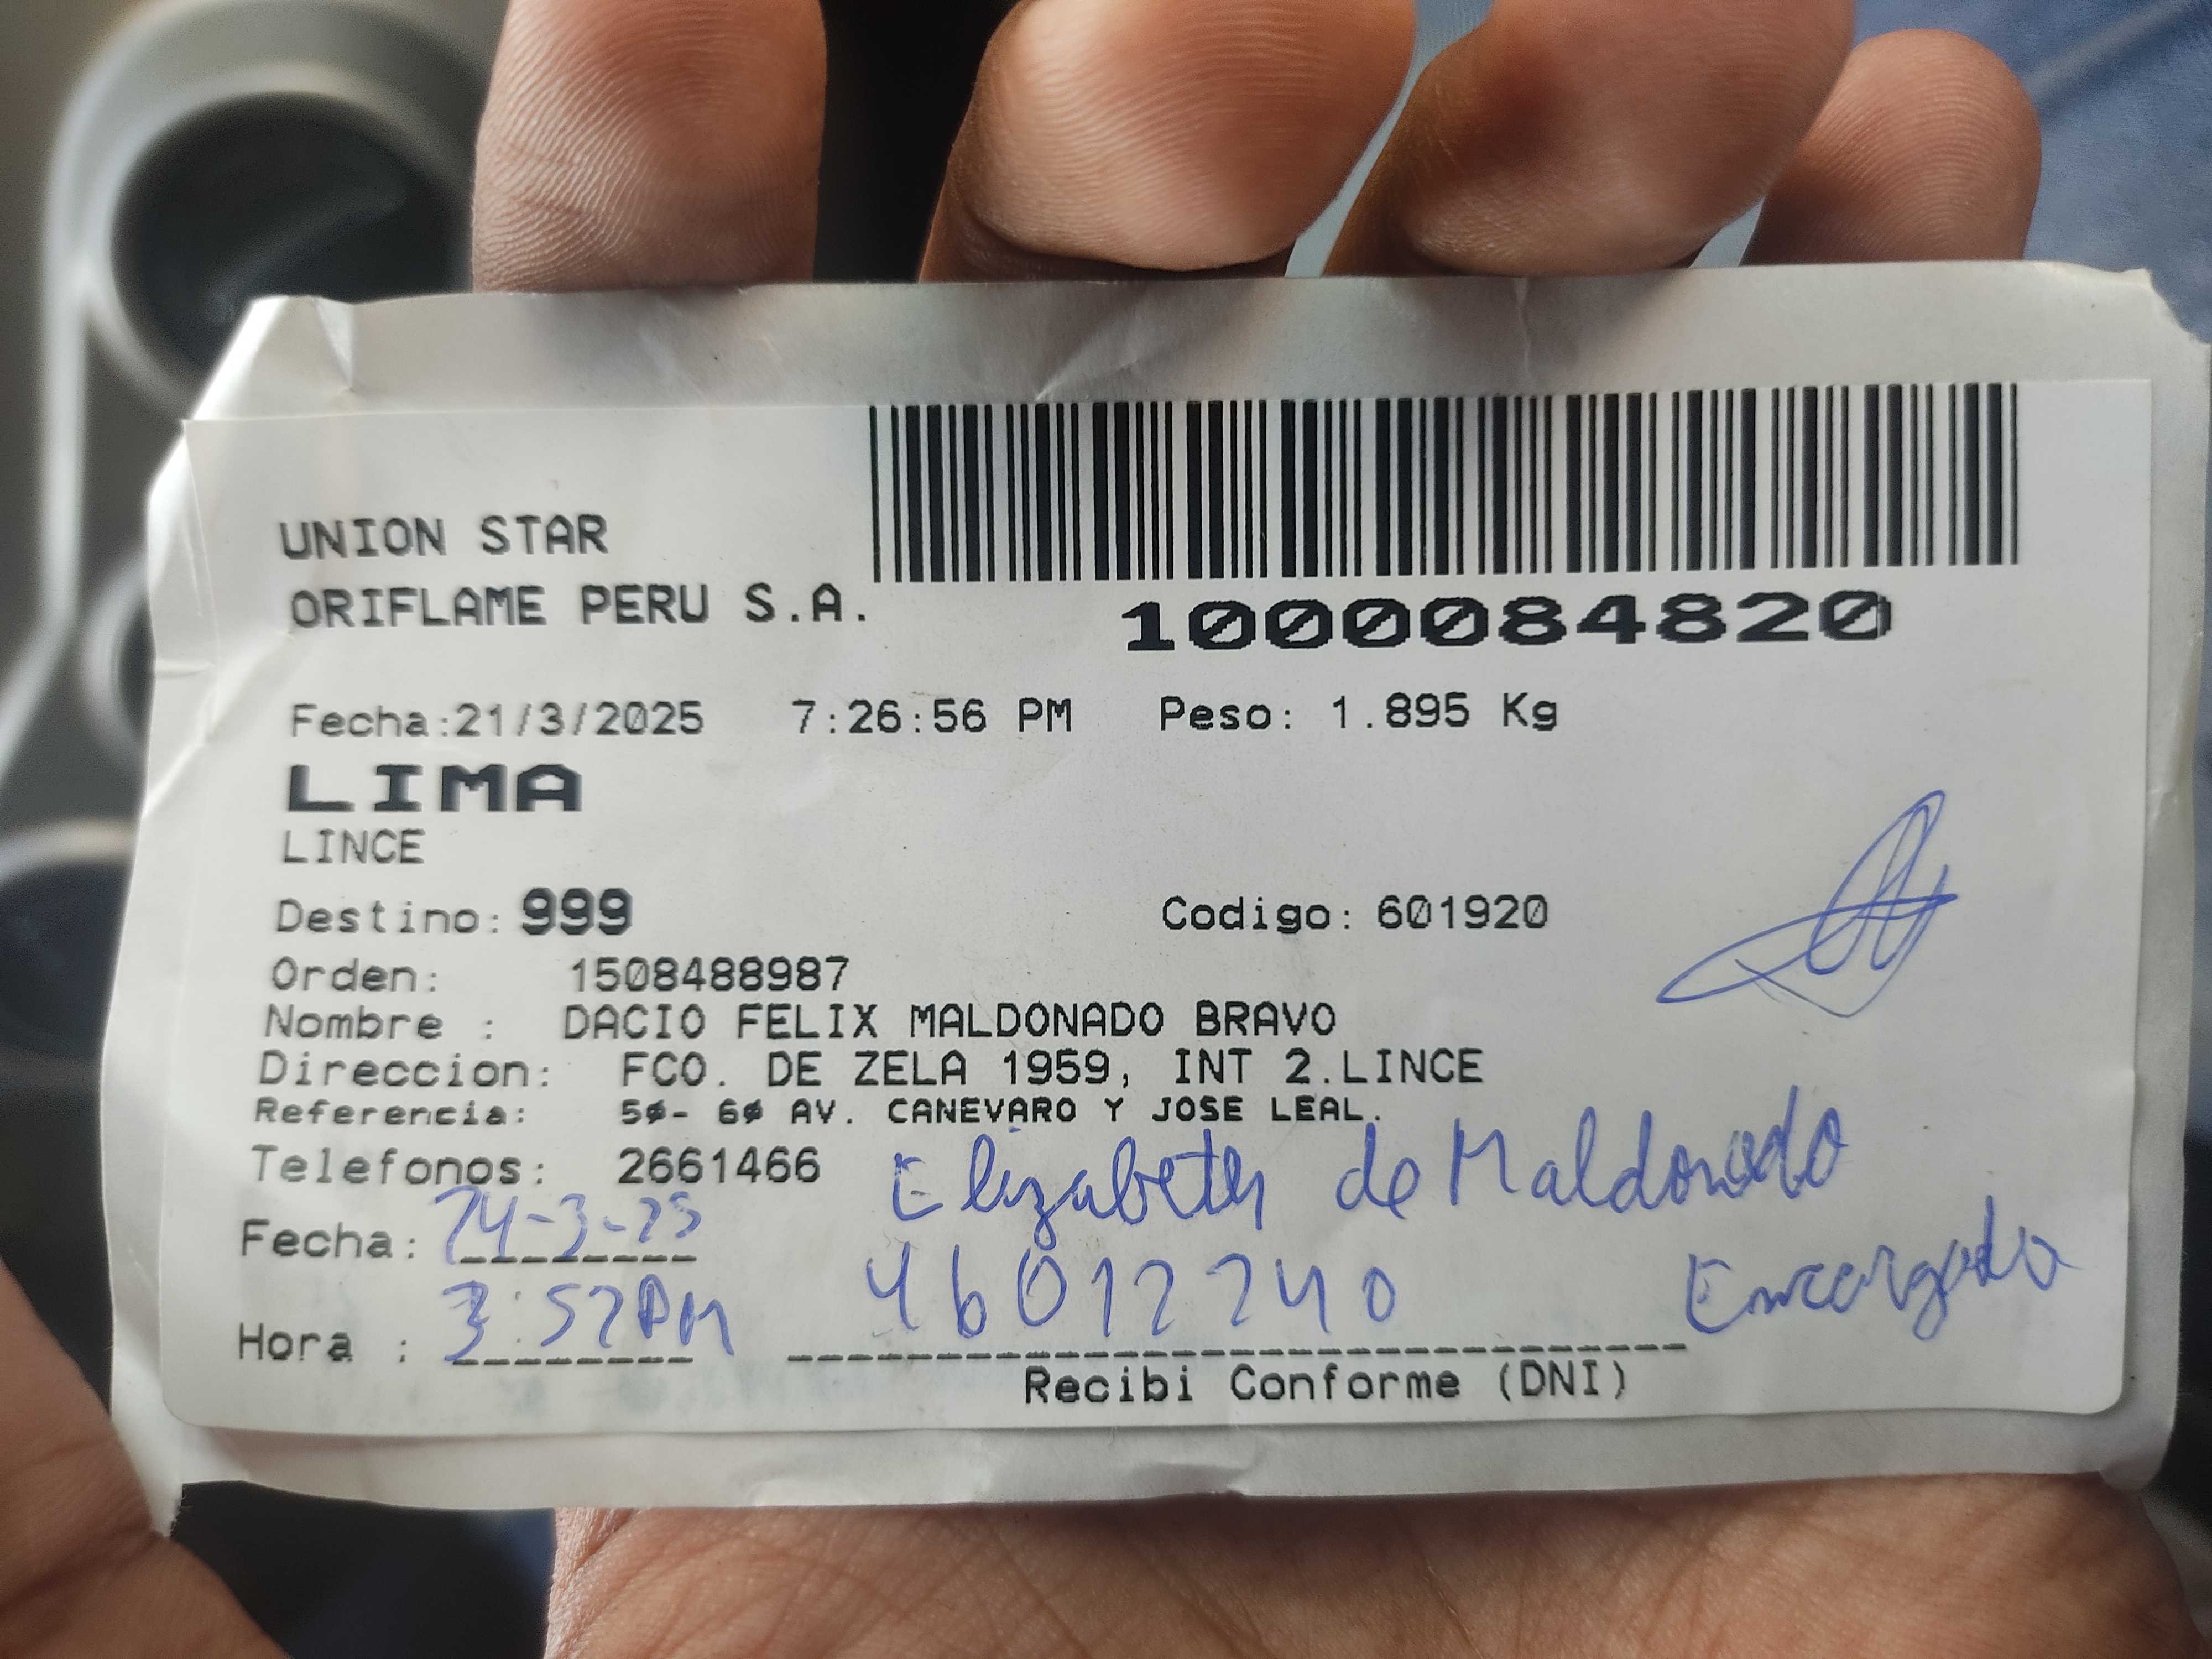 UNION STAR
ORIFLAME PERU S.A.
1000084820
Fecha:21/3/2025 7:26:56 PM Peso: 1.895 Kg
LIMA
LINCE
Destino: 999 Codigo: 601920
Orden: 1508488987
Nombre : DACIO FELIX MALDONADO BRAVO
Direccion: FCO. DE ZELA 1959, INT 2.LINCE
Referencia: 5Ø- 6Ø AV. CANEVARO Y JOSE LEAL.
Telefonos: 2661466 Elizabeth de Maldonado
Fecha: 24-3-25
Hora : 3:52PM 46012240 Encargada
Recibi Conforme (DNI)